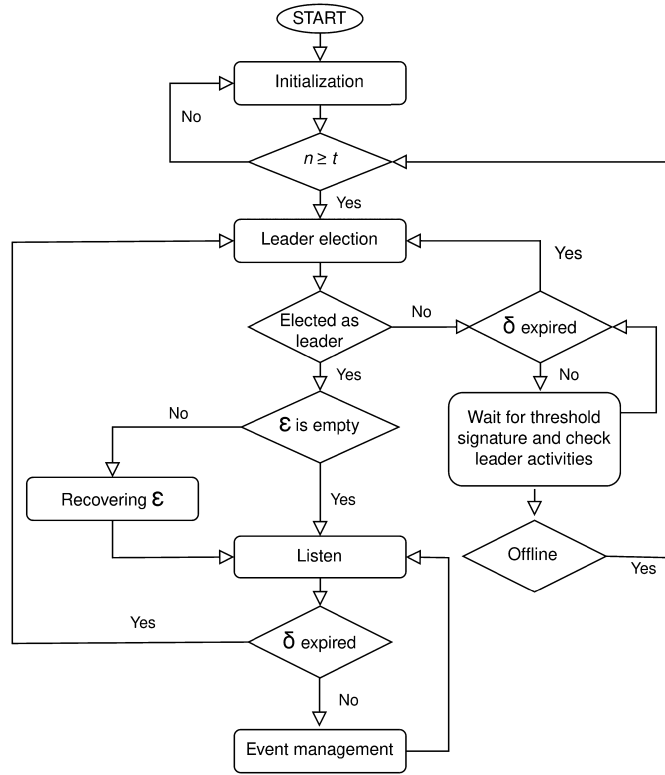 START
Initialization
No
n ≥ t
Yes
Leader election
Yes
Elected as
leader
No
δ expired
Yes
No
No
ε is empty
Wait for threshold
signature and check
leader activities
Recovering ε
Yes
Listen
Offline
Yes
Yes
δ expired
No
Event management